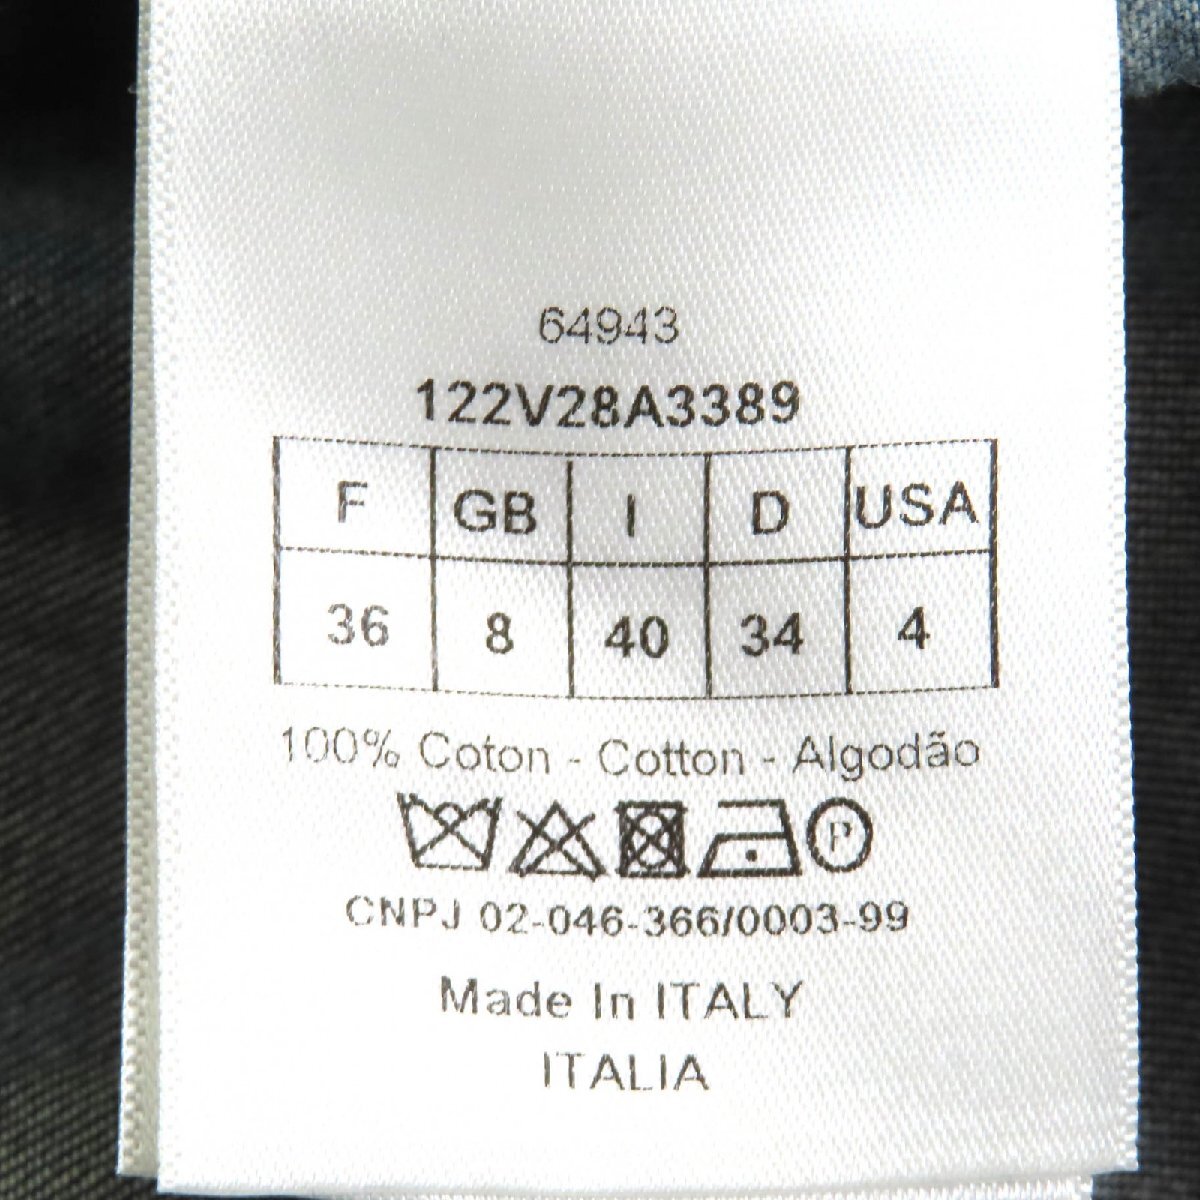 64943
122V28A3389
F GB I D USA
36 8 40 34 4
100% Coton - Cotton - Algodão
P
CNPJ 02-046-366/0003-99
Made In ITALY
ITALIA